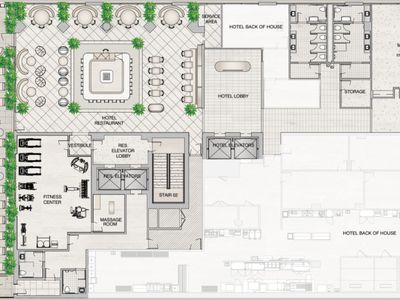 SERVICE
AREA
HOTEL BACK OF HOUSE
HOTEL LOBBY
STORAGE
HOTEL
RESTAURANT
VESTIBULE
RES.
ELEVATOR
LOBBY
HOTEL ELEVATORS
RES. ELEVATORS
STAIR 02
FITNESS
CENTER
MASSAGE
ROOM
HOTEL BACK OF HOUSE